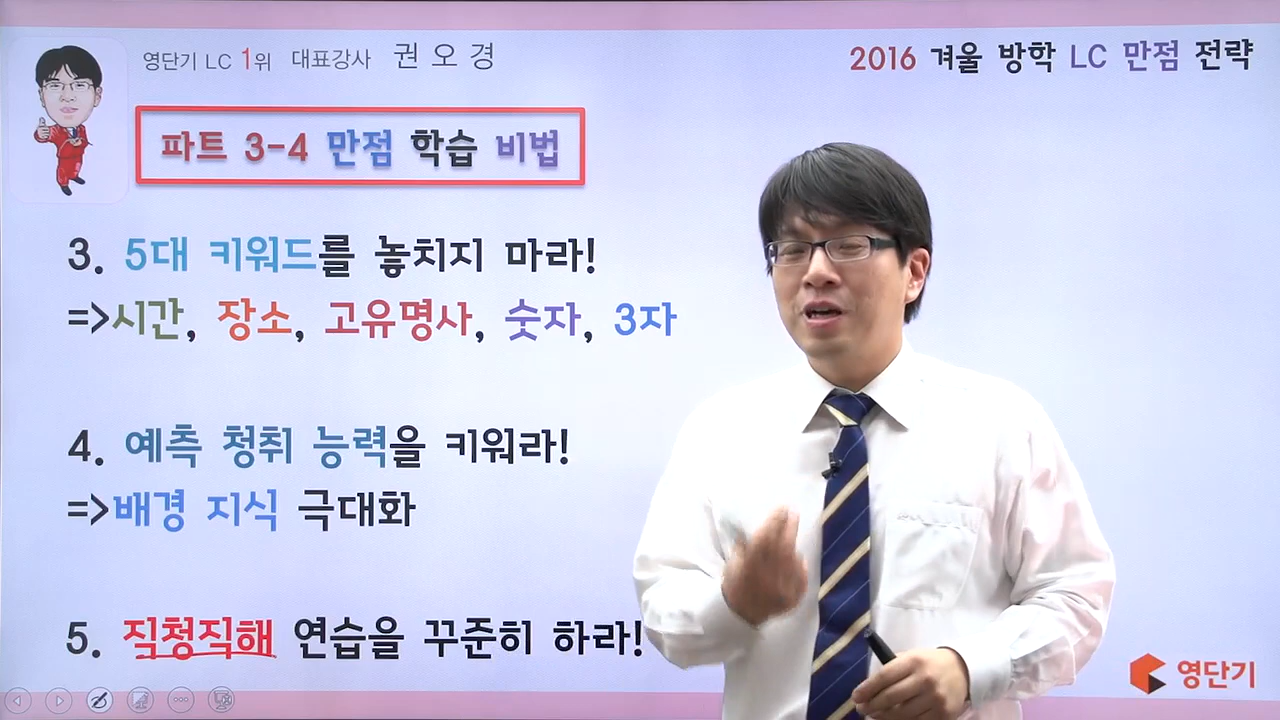 영단기 LC 1위 대표강사 권 오 경
2016 겨울 방학 LC 만점 전략
파트 3-4 만점 학습 비법
3. 5대 키워드를 놓치지 마라!
=>시간, 장소, 고유명사, 숫자, 3자
4. 예측 청취 능력을 키워라!
=>배경 지식 극대화
5. 직청직해 연습을 꾸준히 하라!
영단기